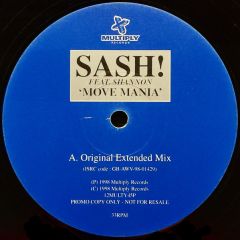 MULTIPLY
RECORDS
SASH!
FEAT. SHANNON
'MOVE MANIA'
A. Original Extended Mix
(ISRC code : GB-AWV-98-01429)
(P) 1998 Multiply Records
(C) 1998 Multiply Records
12MULTY45P
PROMO COPY ONLY - NOT FOR RESALE
33RPM